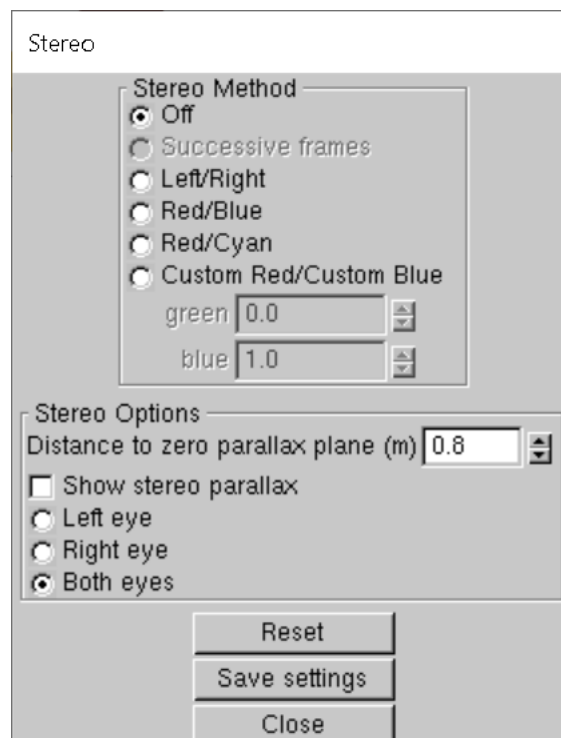 Stereo
Stereo Method
Off
Successive frames
Left/Right
Red/Blue
Red/Cyan
Custom Red/Custom Blue
green 0.0
blue 1.0
Stereo Options
Distance to zero parallax plane (m) 0.8
Show stereo parallax
Left eye
Right eye
Both eyes
Reset
Save settings
Close